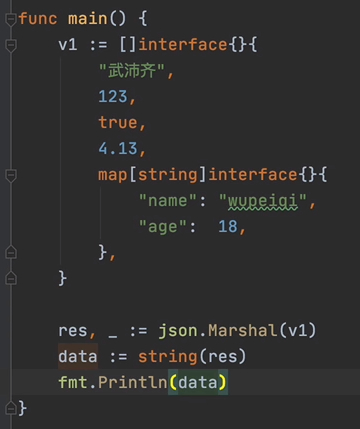 func main() {
    v1 := []interface{}{
        "武沛齐",
        123,
        true,
        4.13,
        map[string]interface{}{
            "name": "wupeiqi",
            "age":  18,
        },
    }

    res, _ := json.Marshal(v1)
    data := string(res)
    fmt.Println(data)
}